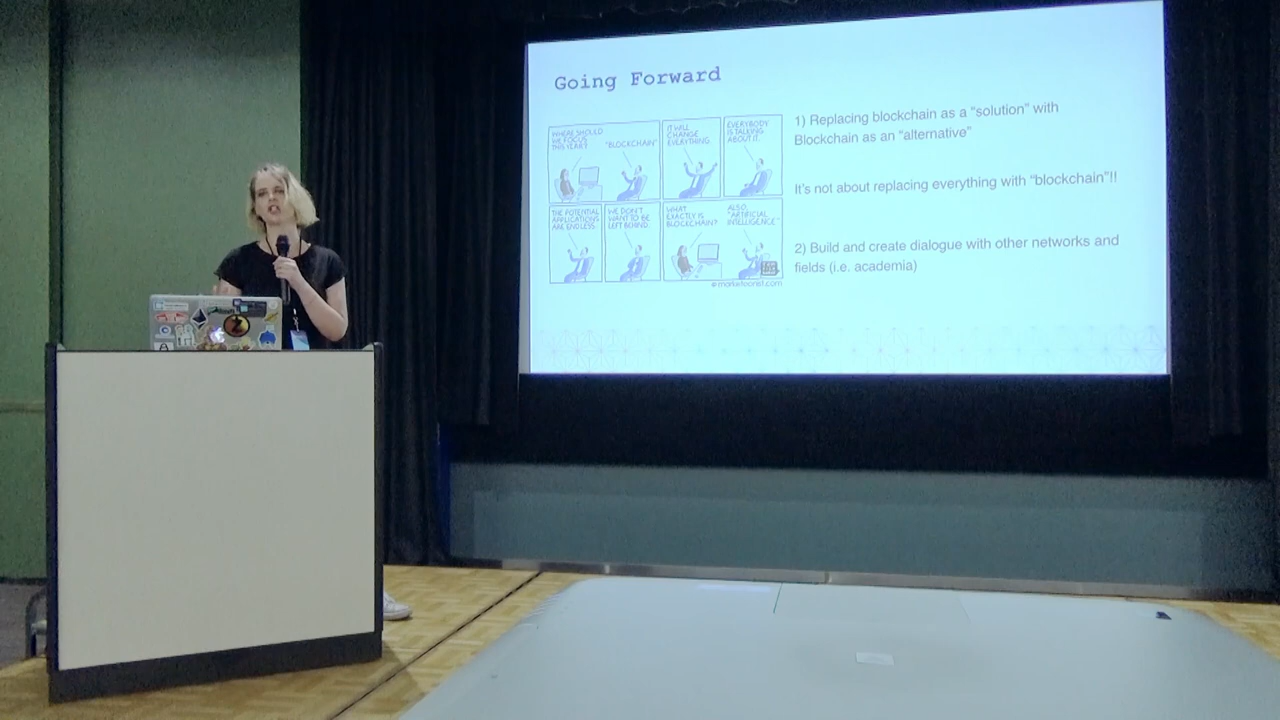 Going Forward
WHERE SHOULD
WE FOCUS
THIS YEAR?
"BLOCKCHAIN"
IT WILL
CHANGE
EVERYTHING.
EVERYBODY
IS TALKING
ABOUT IT.
THE POTENTIAL
APPLICATIONS
ARE ENDLESS.
WE DON'T
WANT TO BE
LEFT BEHIND.
WHAT
EXACTLY IS
BLOCKCHAIN?
ALSO,
"ARTIFICIAL
INTELLIGENCE"
marketoonist.com
1) Replacing blockchain as a “solution” with
Blockchain as an “alternative”
It’s not about replacing everything with “blockchain”!!
2) Build and create dialogue with other networks and
fields (i.e. academia)